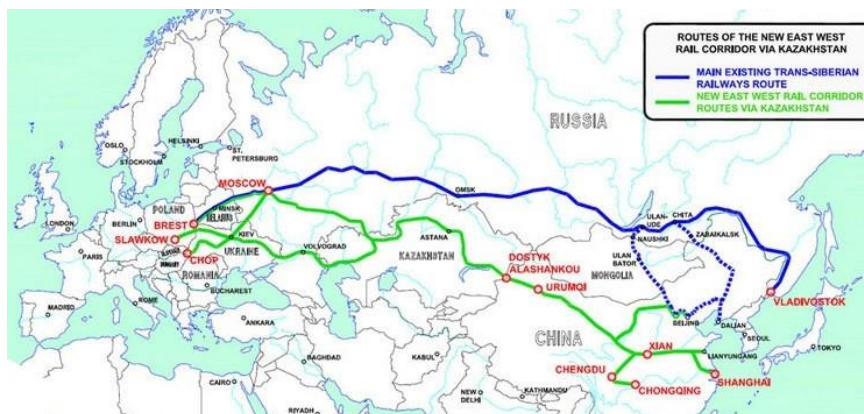 ROUTES OF THE NEW EAST WEST
RAIL CORRIDOR VIA KAZAKHSTAN
MAIN EXISTING TRANS-SIBERIAN
RAILWAYS ROUTE
NEW EAST WEST RAIL CORRIDOR
ROUTES VIA KAZAKHSTAN
RUSSIA
OSLO
HELSINKI
ST.
PETERSBURG
STOCKHOLM
MOSCOW
OMSK
ULAN-
UDE
CHITA
MINSK
POLAND
BELARUS
BERLIN
LONDON
BREST
NAUSHKI
ZABAIKALSK
SLAWKOW
KIEV
ASTANA
UKRAINE
VOLGOGRAD
ULAN
BATOR
PARIS
CHOP
KAZAKHSTAN
DOSTYK
ALASHANKOU
MONGOLIA
ROMANIA
URUMQI
BUCHAREST
VLADIVOSTOK
MADRID
ROME
BEIJING
DALIAN
ANKARA
CHINA
SEOUL
TOKYO
XIAN
LIANYUNGANG
BAGHDAD
KABUL
CHENGDU
SHANGHAI
CAIRO
CHONGQING
NEW
DELHI
KATHMANDU
RIYADH